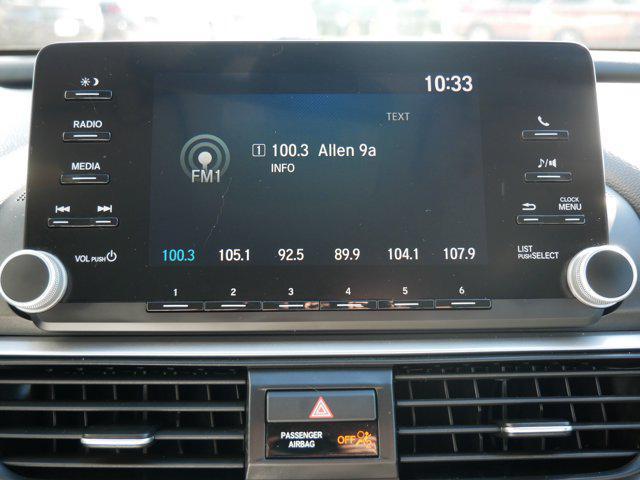 10:33
TEXT
1 100.3 Allen 9a
INFO
FM1
100.3 105.1 92.5 89.9 104.1 107.9
RADIO
MEDIA
VOL PUSH
CLOCK
MENU
LIST
PUSH SELECT
1 2 3 4 5 6
PASSENGER
AIRBAG
OFF